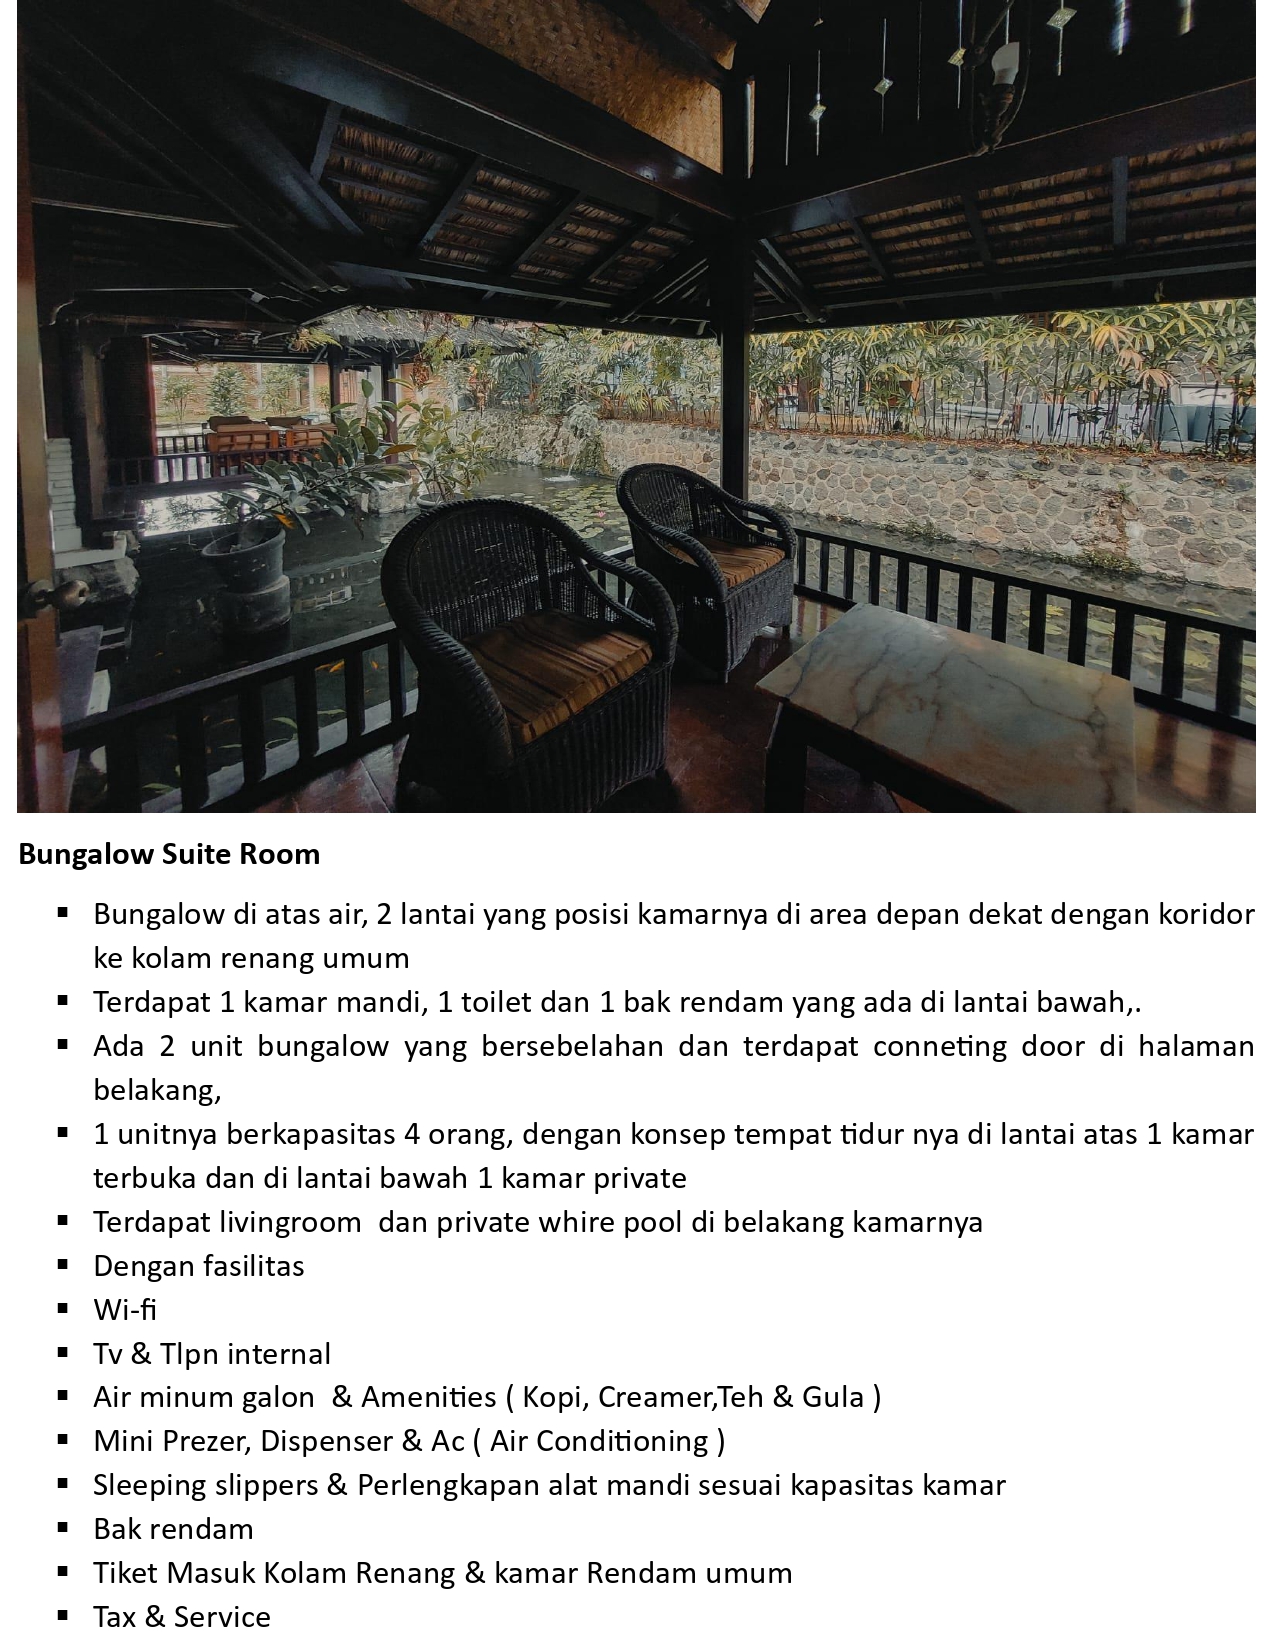 Bungalow Suite Room
▪ Bungalow di atas air, 2 lantai yang posisi kamarnya di area depan dekat dengan koridor
ke kolam renang umum
▪ Terdapat 1 kamar mandi, 1 toilet dan 1 bak rendam yang ada di lantai bawah,.
▪ Ada 2 unit bungalow yang bersebelahan dan terdapat conneting door di halaman
belakang,
▪ 1 unitnya berkapasitas 4 orang, dengan konsep tempat tidur nya di lantai atas 1 kamar
terbuka dan di lantai bawah 1 kamar private
▪ Terdapat livingroom  dan private whire pool di belakang kamarnya
▪ Dengan fasilitas
▪ Wi-fi
▪ Tv & Tlpn internal
▪ Air minum galon  & Amenities ( Kopi, Creamer,Teh & Gula )
▪ Mini Prezer, Dispenser & Ac ( Air Conditioning )
▪ Sleeping slippers & Perlengkapan alat mandi sesuai kapasitas kamar
▪ Bak rendam
▪ Tiket Masuk Kolam Renang & kamar Rendam umum
▪ Tax & Service